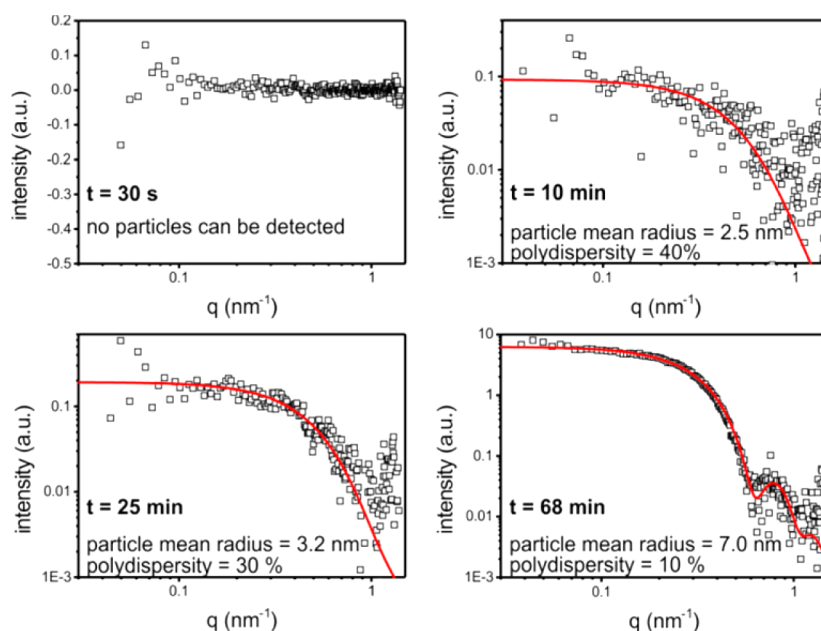 0.2
0.1
0.0
-0.1
-0.2
-0.3
-0.4
-0.5
intensity (a.u.)
t = 30 s
no particles can be detected
0.1
1
q (nm⁻¹)
0.1
0.01
1E-3
intensity (a.u.)
t = 10 min
particle mean radius = 2.5 nm
polydispersity = 40%
0.1
1
q (nm⁻¹)
0.1
0.01
1E-3
intensity (a.u.)
t = 25 min
particle mean radius = 3.2 nm
polydispersity = 30 %
0.1
1
q (nm⁻¹)
10
1
0.1
0.01
1E-3
intensity (a.u.)
t = 68 min
particle mean radius = 7.0 nm
polydispersity = 10 %
0.1
1
q (nm⁻¹)